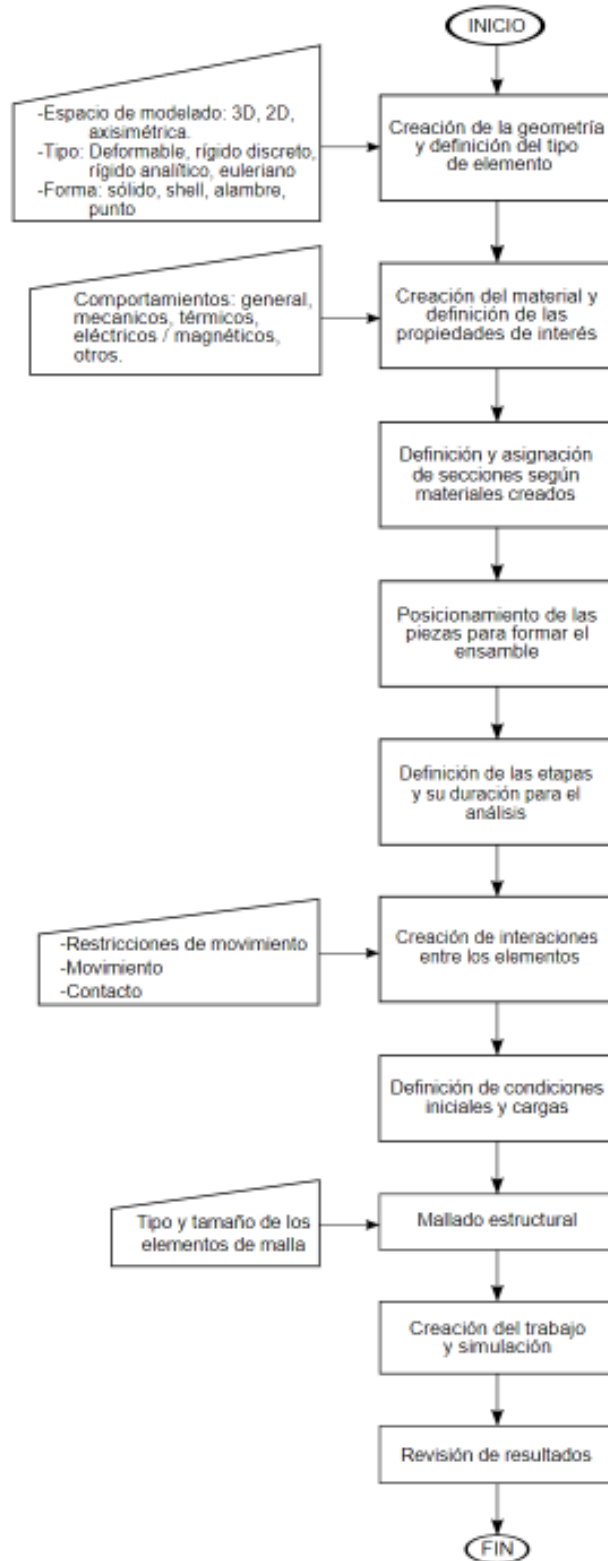 INICIO
-Espacio de modelado: 3D, 2D,
axisimétrica.
-Tipo: Deformable, rígido discreto,
rígido analítico, euleriano
-Forma: sólido, shell, alambre,
punto
Creación de la geometría
y definición del tipo
de elemento
Comportamientos: general,
mecanicos, térmicos,
eléctricos / magnéticos,
otros.
Creación del material y
definición de las
propiedades de interés
Definición y asignación
de secciones según
materiales creados
Posicionamiento de las
piezas para formar el
ensamble
Definición de las etapas
y su duración para el
análisis
-Restricciones de movimiento
-Movimiento
-Contacto
Creación de interaciones
entre los elementos
Definición de condiciones
iniciales y cargas
Tipo y tamaño de los
elementos de malla
Mallado estructural
Creación del trabajo
y simulación
Revisión de resultados
FIN